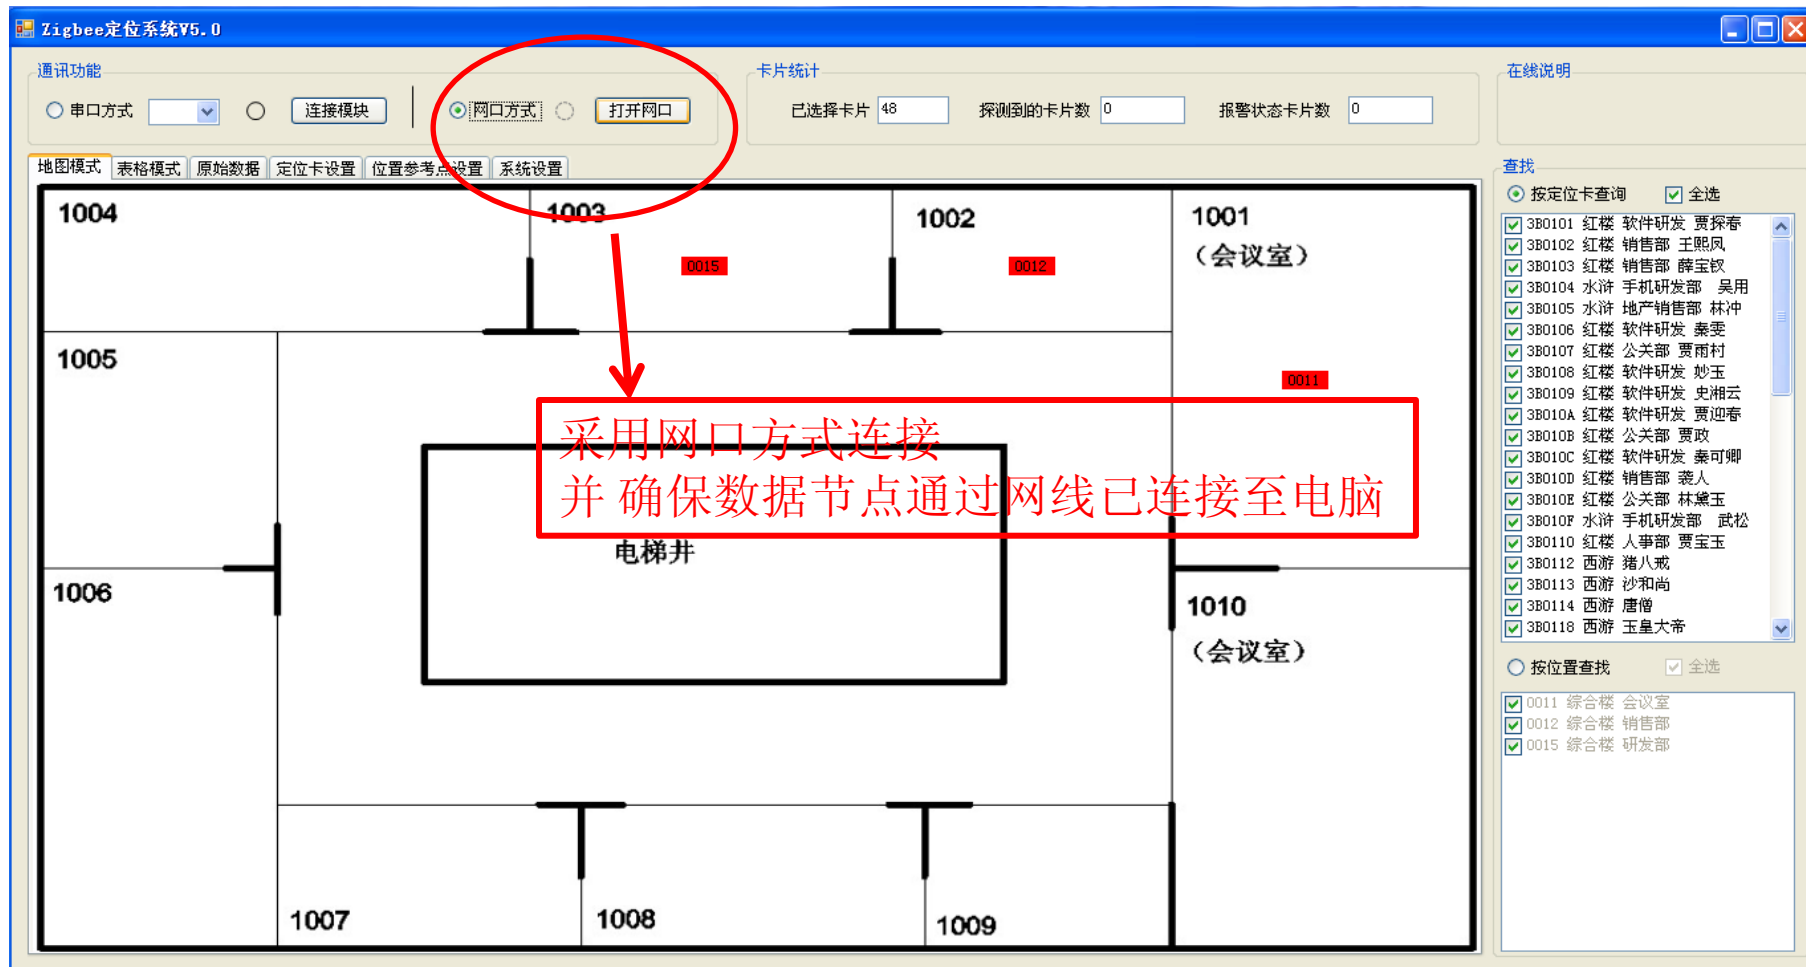 Zigbee定位系统V5.0
通讯功能
串口方式
连接模块
网口方式
打开网口
卡片统计
已选择卡片 48
探测到的卡片数 0
报警状态卡片数 0
在线说明
地图模式 表格模式 原始数据 定位卡设置 位置参考点设置 系统设置
1004
1003
1002
1001
(会议室)
0015
0012
1005
0011
采用网口方式连接
并 确保数据节点通过网线已连接至电脑
电梯井
1006
1010
(会议室)
1007
1008
1009
查找
按定位卡查询 全选
3B0101 红楼 软件研发 贾探春
3B0102 红楼 销售部 王熙凤
3B0103 红楼 销售部 薛宝钗
3B0104 水浒 手机研发部 吴用
3B0105 水浒 地产销售部 林冲
3B0106 红楼 软件研发 秦雯
3B0107 红楼 公关部 贾雨村
3B0108 红楼 软件研发 妙玉
3B0109 红楼 软件研发 史湘云
3B010A 红楼 软件研发 贾迎春
3B010B 红楼 公关部 贾政
3B010C 红楼 软件研发 秦可卿
3B010D 红楼 销售部 袭人
3B010E 红楼 公关部 林黛玉
3B010F 水浒 手机研发部 武松
3B0110 红楼 人事部 贾宝玉
3B0112 西游 猪八戒
3B0113 西游 沙和尚
3B0114 西游 唐僧
3B0118 西游 玉皇大帝
按位置查找 全选
0011 综合楼 会议室
0012 综合楼 销售部
0015 综合楼 研发部